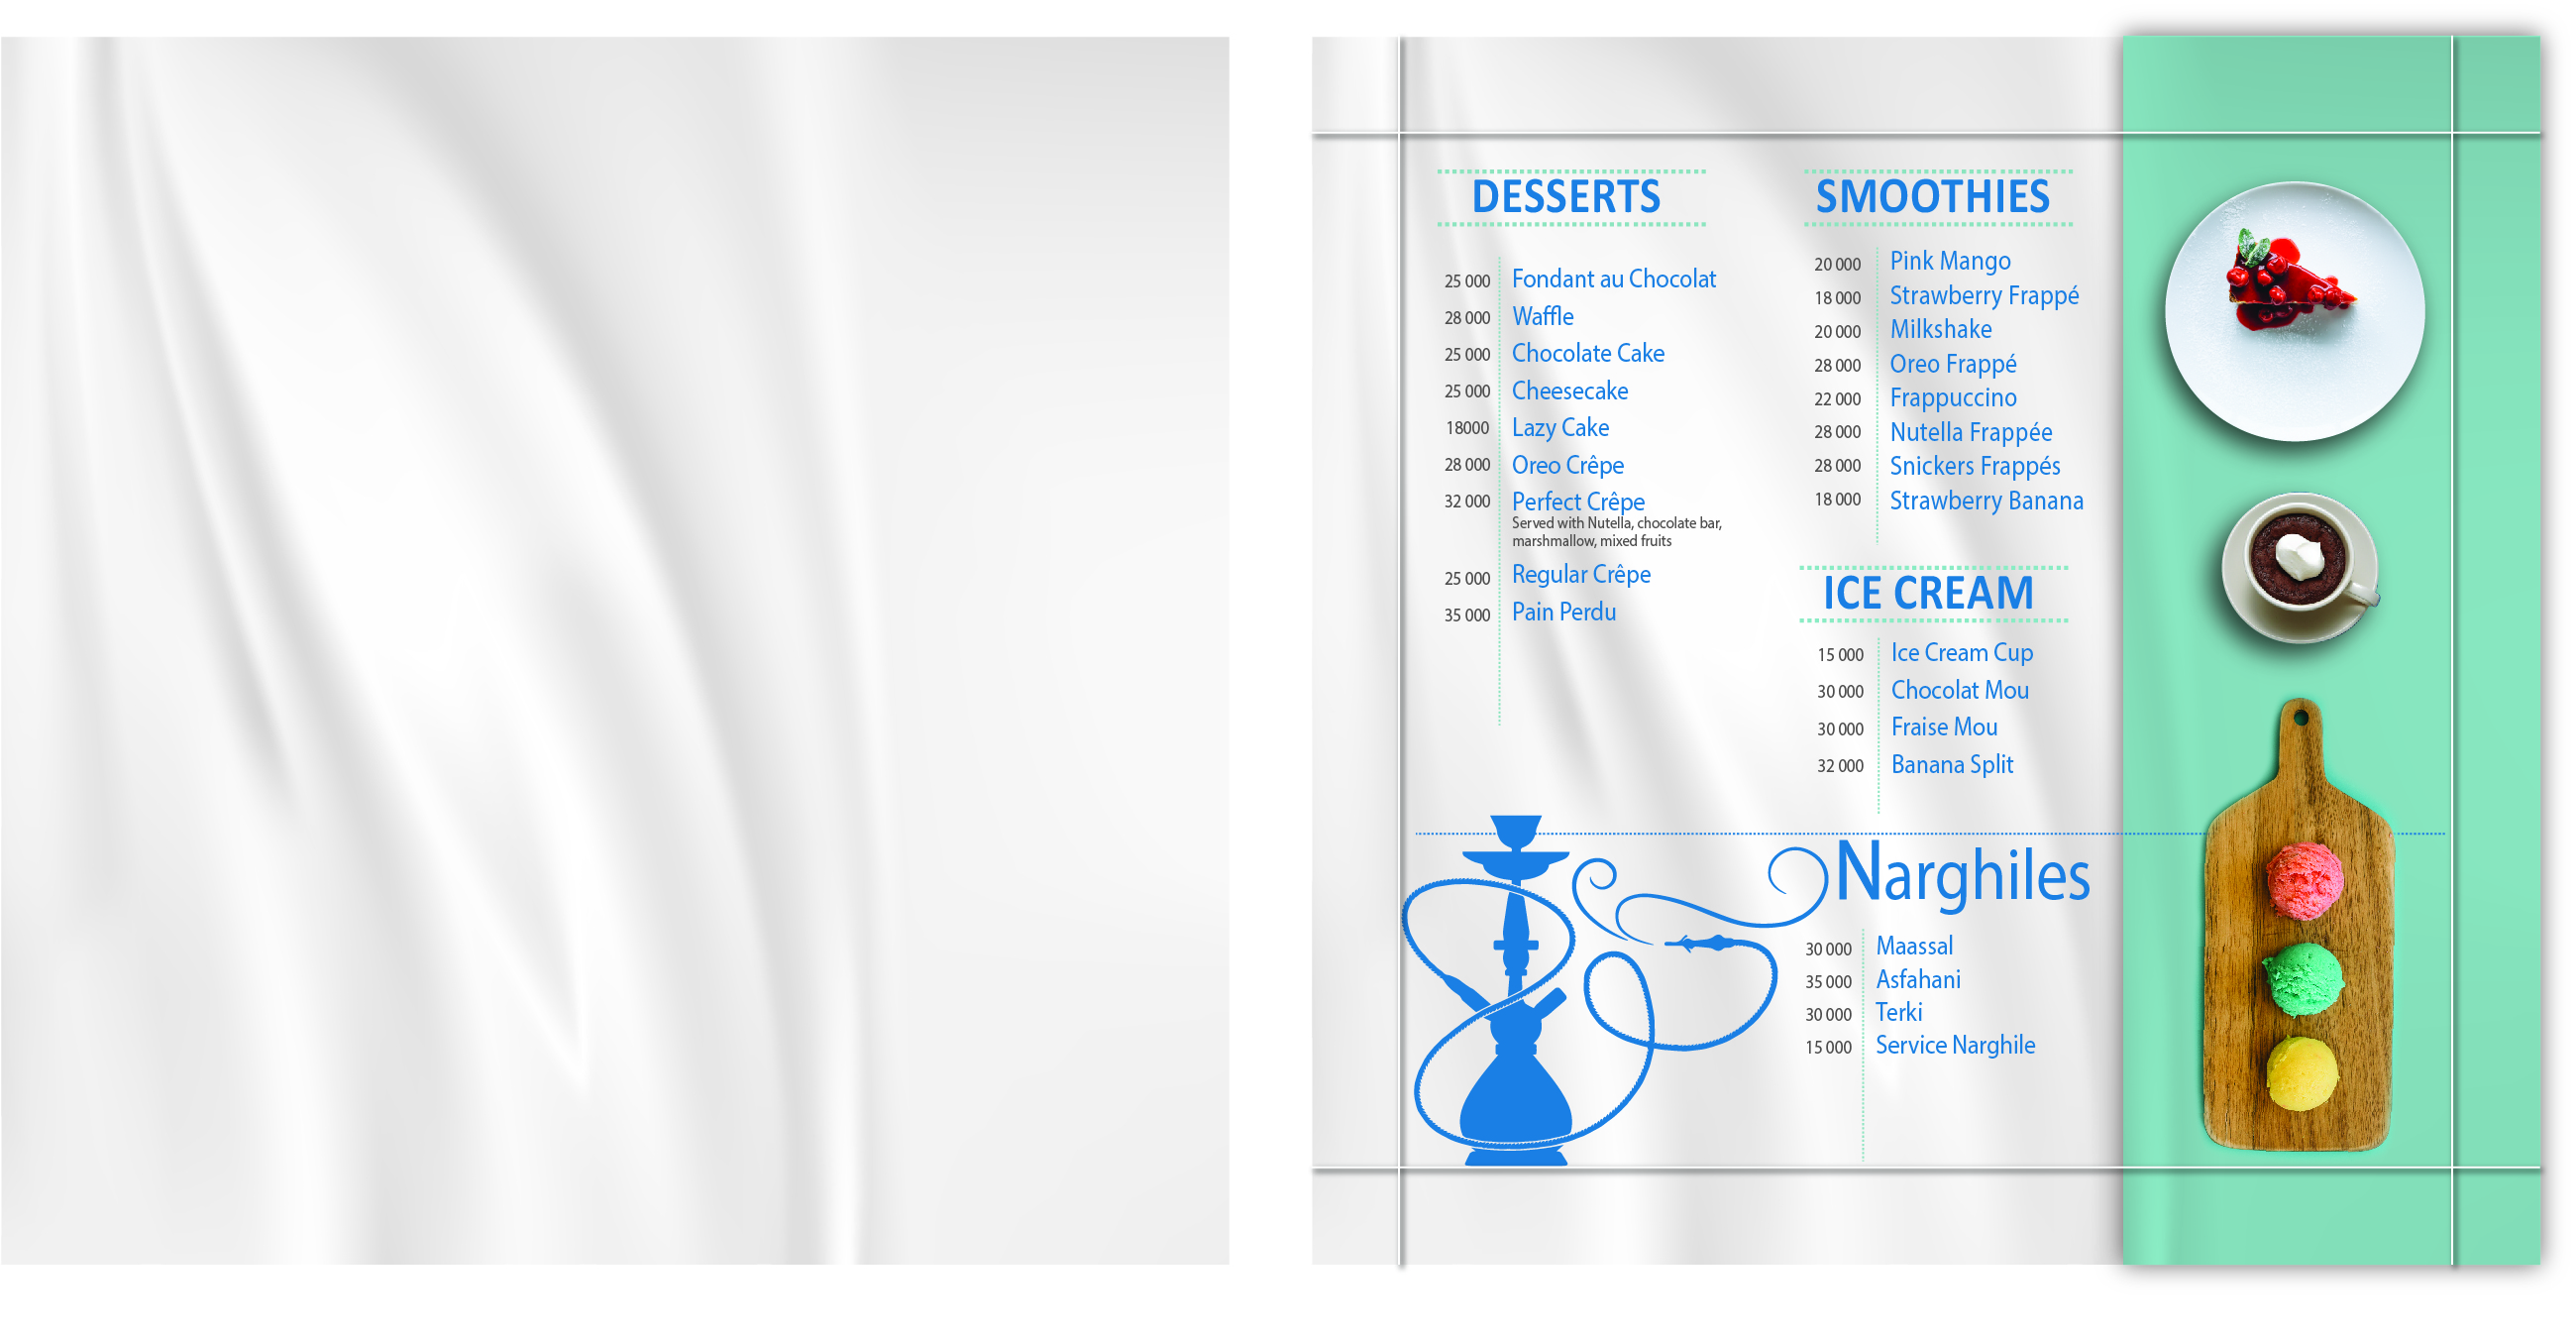 DESSERTS
25 000 Fondant au Chocolat
28 000 Waffle
25 000 Chocolate Cake
25 000 Cheesecake
18000 Lazy Cake
28 000 Oreo Crêpe
32 000 Perfect Crêpe
Served with Nutella, chocolate bar,
marshmallow, mixed fruits
25 000 Regular Crêpe
35 000 Pain Perdu
SMOOTHIES
20 000 Pink Mango
18 000 Strawberry Frappé
20 000 Milkshake
28 000 Oreo Frappé
22 000 Frappuccino
28 000 Nutella Frappée
28 000 Snickers Frappés
18 000 Strawberry Banana
ICE CREAM
15 000 Ice Cream Cup
30 000 Chocolat Mou
30 000 Fraise Mou
32 000 Banana Split
Narghiles
30 000 Maassal
35 000 Asfahani
30 000 Terki
15 000 Service Narghile